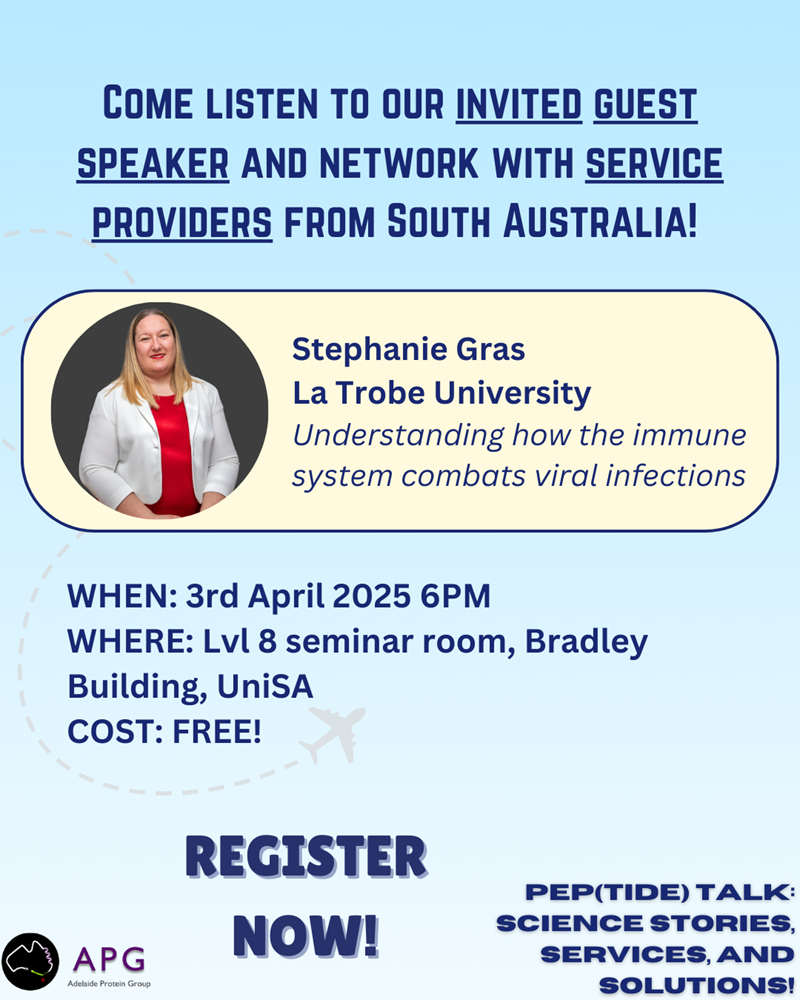 Come listen to our invited guest
speaker and network with service
providers from South Australia!
Stephanie Gras
La Trobe University
Understanding how the immune
system combats viral infections
WHEN: 3rd April 2025 6PM
WHERE: Lvl 8 seminar room, Bradley
Building, UniSA
COST: FREE!
REGISTER
NOW!
PEP(TIDE) TALK:
SCIENCE STORIES,
SERVICES, AND
SOLUTIONS!
APG
Adelaide Protein Group